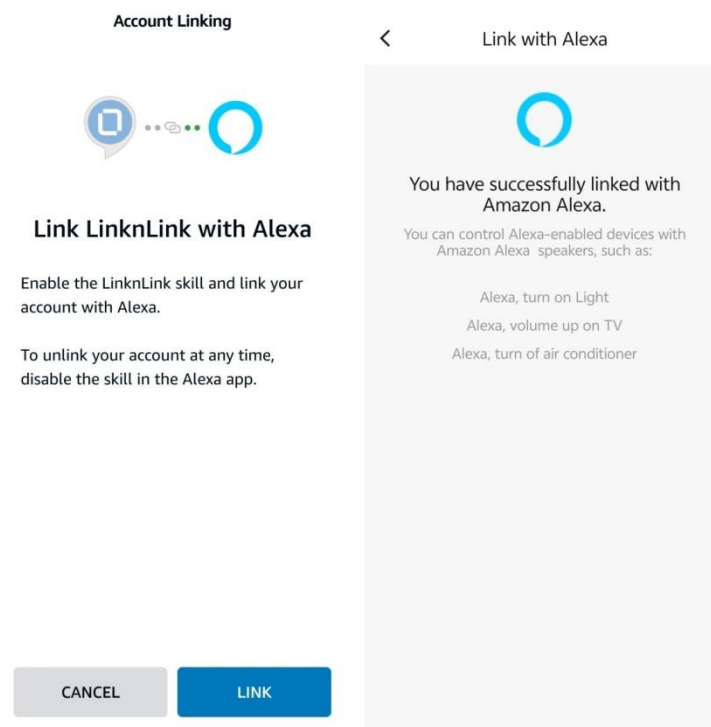 Account Linking
Link LinknLink with Alexa
Enable the LinknLink skill and link your
account with Alexa.
To unlink your account at any time,
disable the skill in the Alexa app.
CANCEL
LINK
Link with Alexa
You have successfully linked with
Amazon Alexa.
You can control Alexa-enabled devices with
Amazon Alexa speakers, such as:
Alexa, turn on Light
Alexa, volume up on TV
Alexa, turn of air conditioner